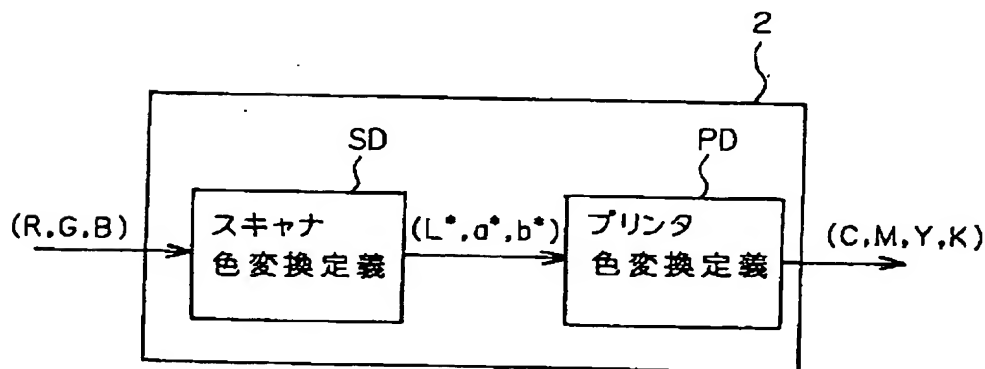 2
SD
PD
(R.G.B)
スキャナ
色変換定義
(L*,a*,b*)
プリンタ
色変換定義
(C,M,Y,K)